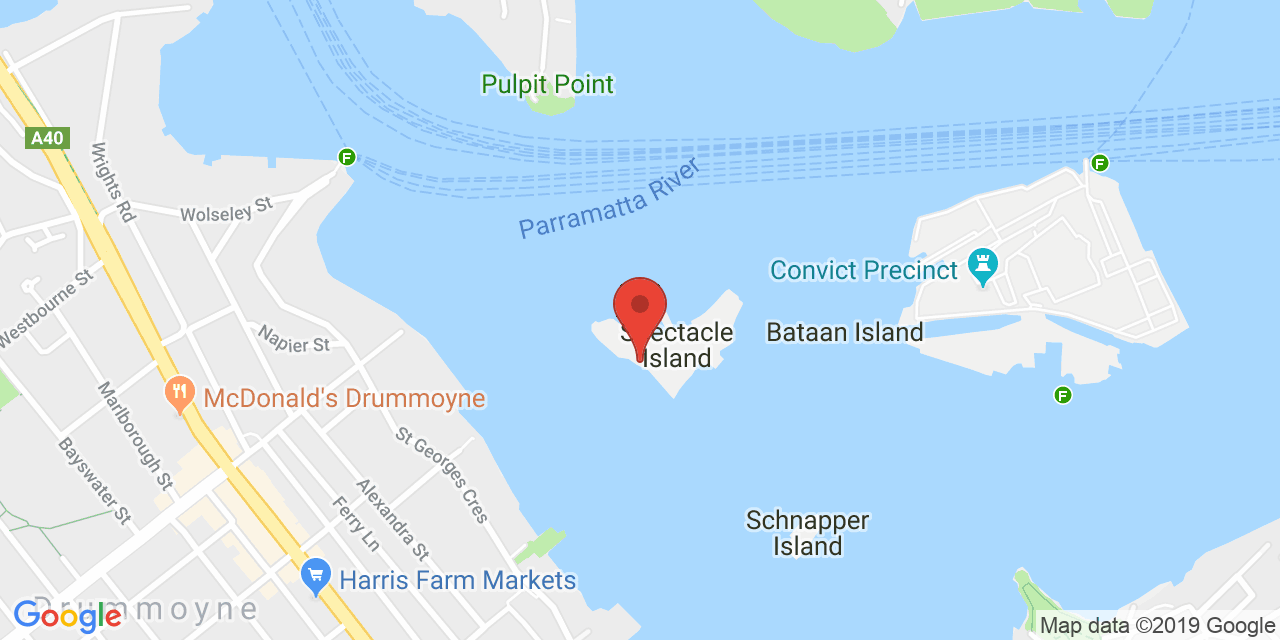 Pulpit Point
A40
F
F
Wrights Rd
Parramatta River
Wolseley St
Convict Precinct
Westbourne St
Napier St
Spectacle
Island
Bataan Island
McDonald's Drummoyne
F
Marlborough St
Bayswater St
St Georges Cres
Alexandra St
Ferry Ln
Schnapper
Island
Harris Farm Markets
Drummoyne
Google
Map data ©2019 Google